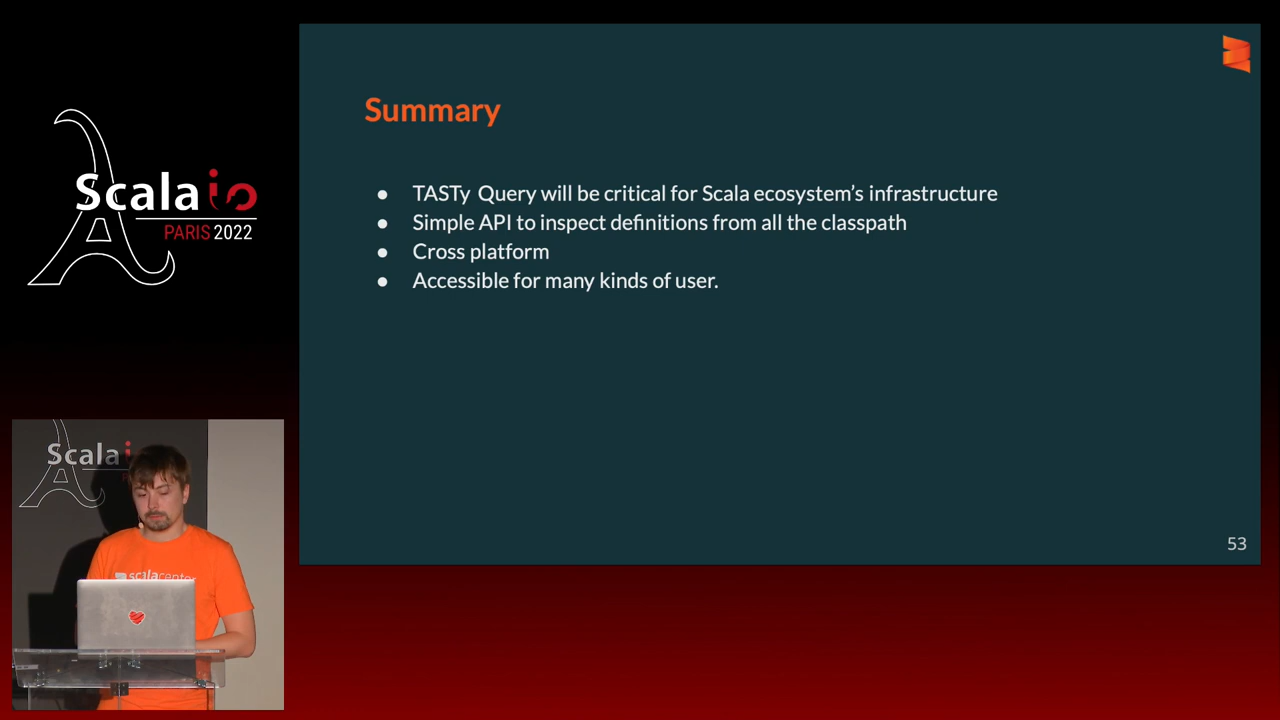 Scala io
PARIS 2022
Summary
● TASTy Query will be critical for Scala ecosystem's infrastructure
● Simple API to inspect definitions from all the classpath
● Cross platform
● Accessible for many kinds of user.
53
Scala i
scalacenter